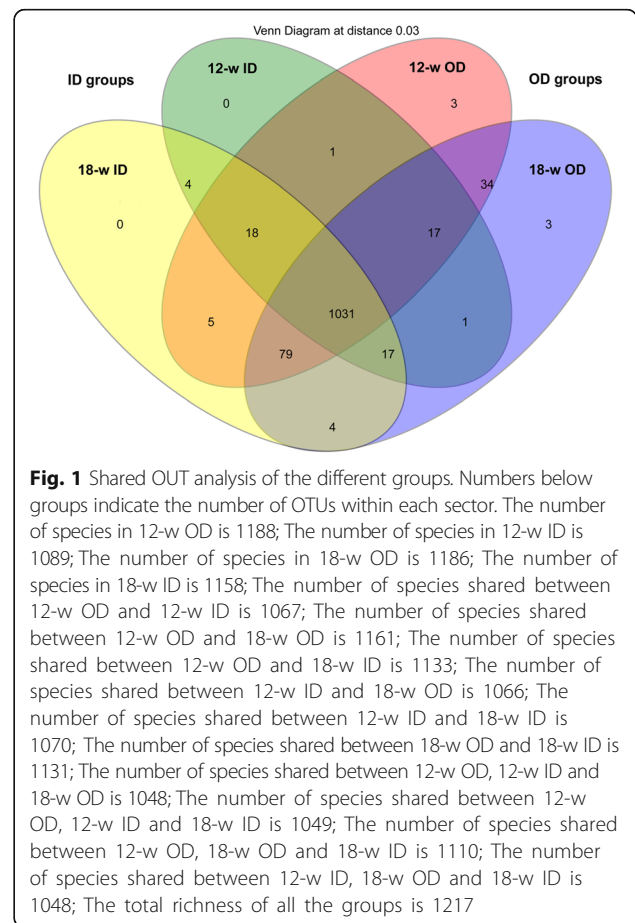 Venn Diagram at distance 0.03
ID groups
12-w ID
12-w OD
OD groups
0
3
18-w ID
1
18-w OD
4
34
0
18
17
3
5
1031
1
79
17
4
Fig. 1 Shared OUT analysis of the different groups. Numbers below
groups indicate the number of OTUs within each sector. The number
of species in 12-w OD is 1188; The number of species in 12-w ID is
1089; The number of species in 18-w OD is 1186; The number of
species in 18-w ID is 1158; The number of species shared between
12-w OD and 12-w ID is 1067; The number of species shared
between 12-w OD and 18-w OD is 1161; The number of species
shared between 12-w OD and 18-w ID is 1133; The number of
species shared between 12-w ID and 18-w OD is 1066; The
number of species shared between 12-w ID and 18-w ID is
1070; The number of species shared between 18-w OD and 18-w ID is
1131; The number of species shared between 12-w OD, 12-w ID and
18-w OD is 1048; The number of species shared between 12-w
OD, 12-w ID and 18-w ID is 1049; The number of species shared
between 12-w OD, 18-w OD and 18-w ID is 1110; The number
of species shared between 12-w ID, 18-w OD and 18-w ID is
1048; The total richness of all the groups is 1217